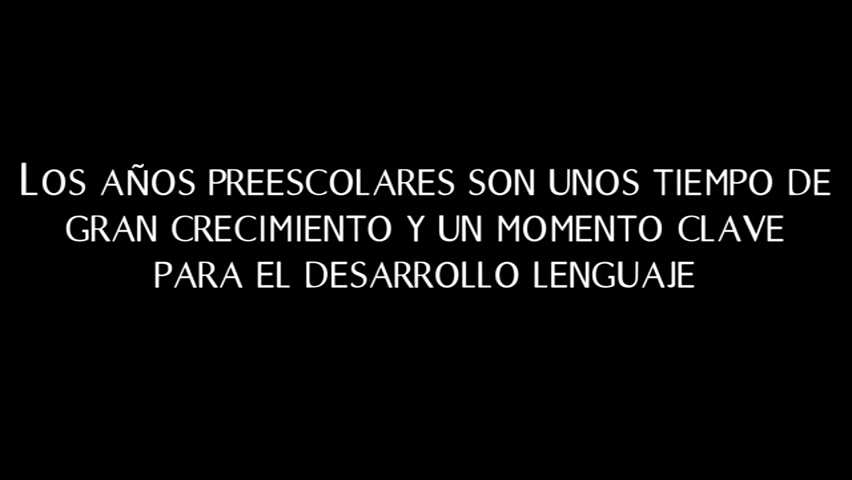 Los años preescolares son unos tiempo de
gran crecimiento y un momento clave
para el desarrollo lenguaje